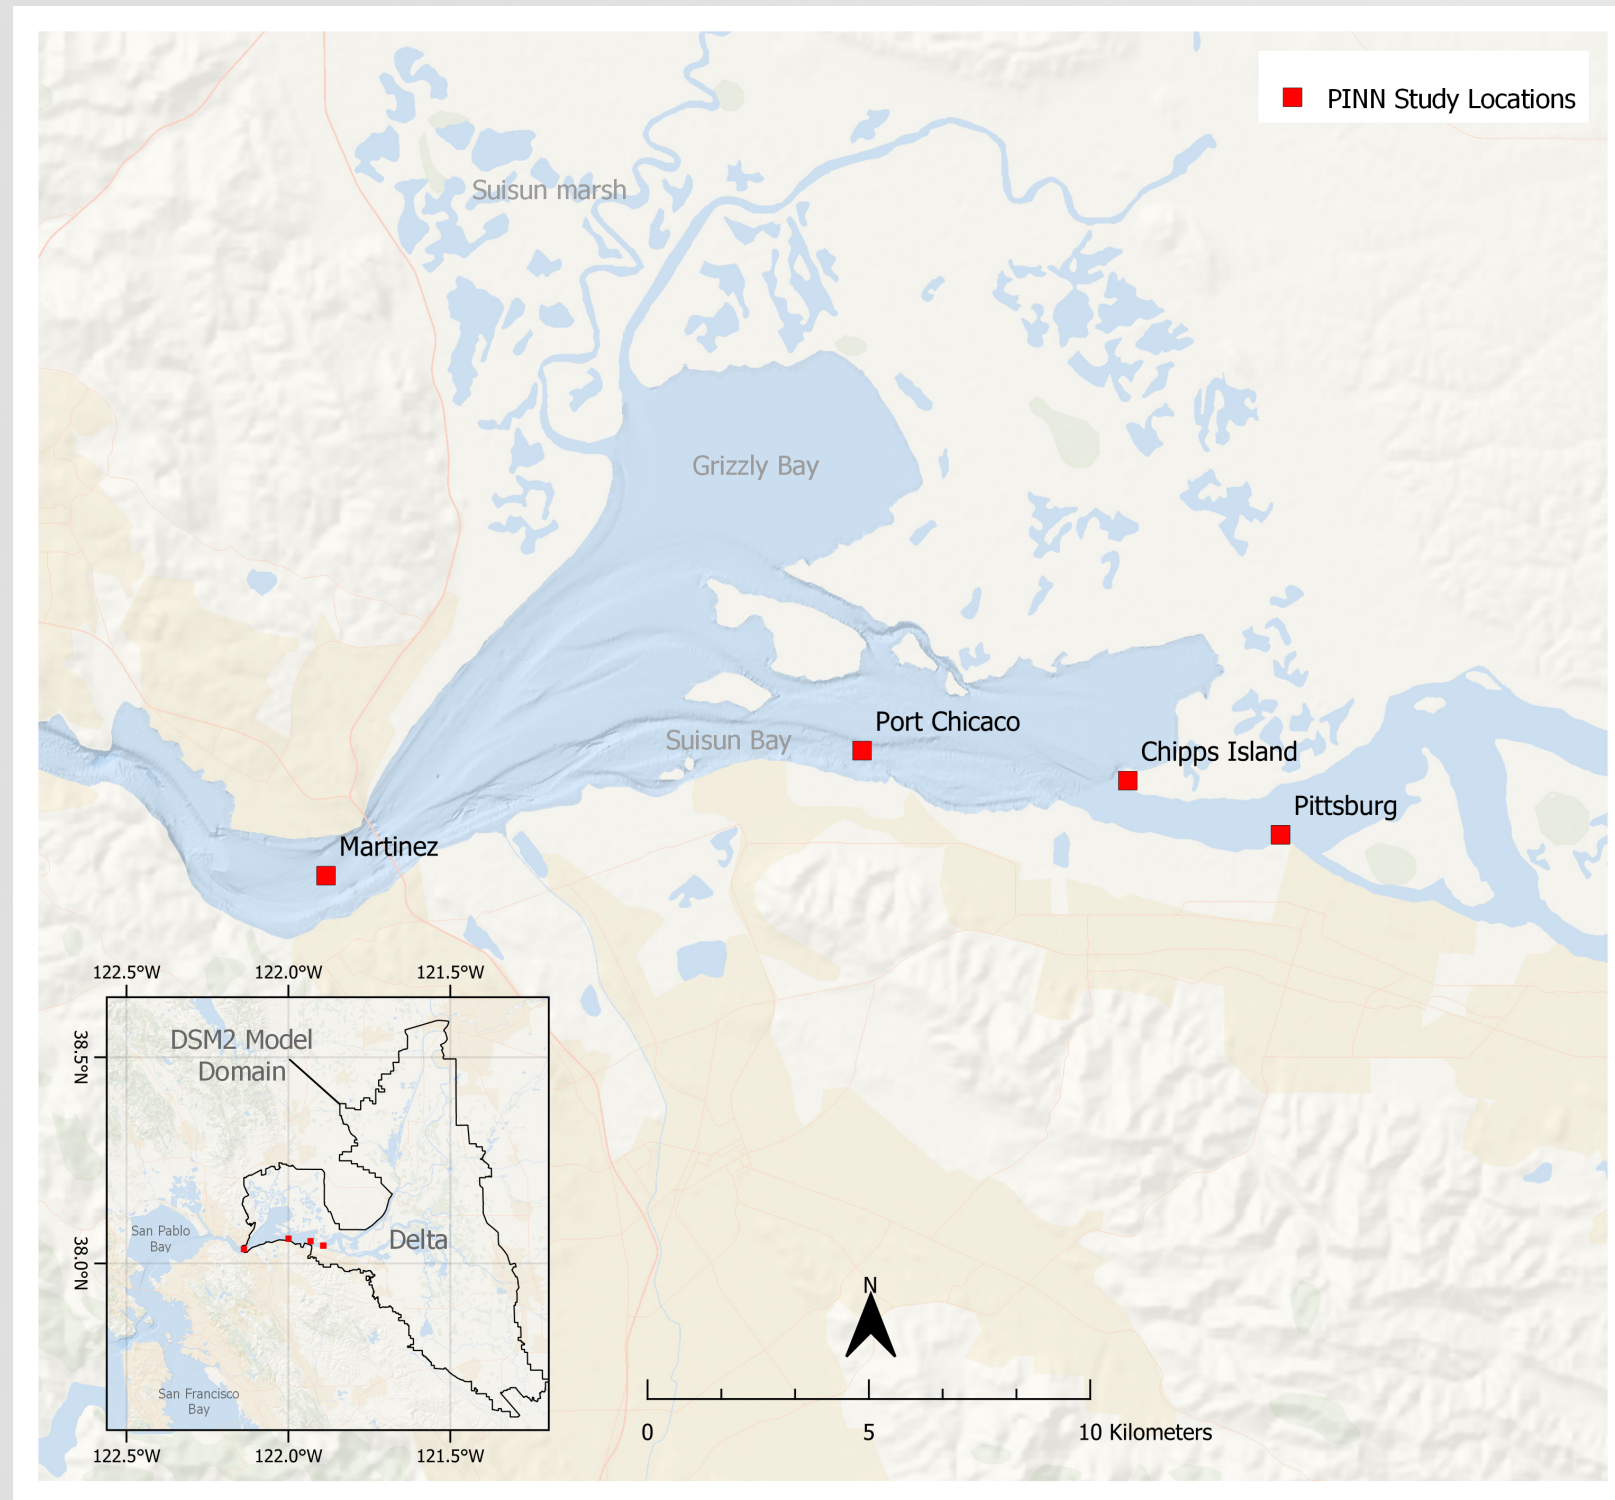 PINN Study Locations
Suisun marsh
Grizzly Bay
Port Chicaco
Suisun Bay
Chipps Island
Pittsburg
Martinez
122.5°W 122.0°W 121.5°W
38.5°N
DSM2 Model
Domain
San Pablo
Bay
Delta
38.0°N
San Francisco
Bay
122.5°W 122.0°W 121.5°W
N
0 5 10 Kilometers